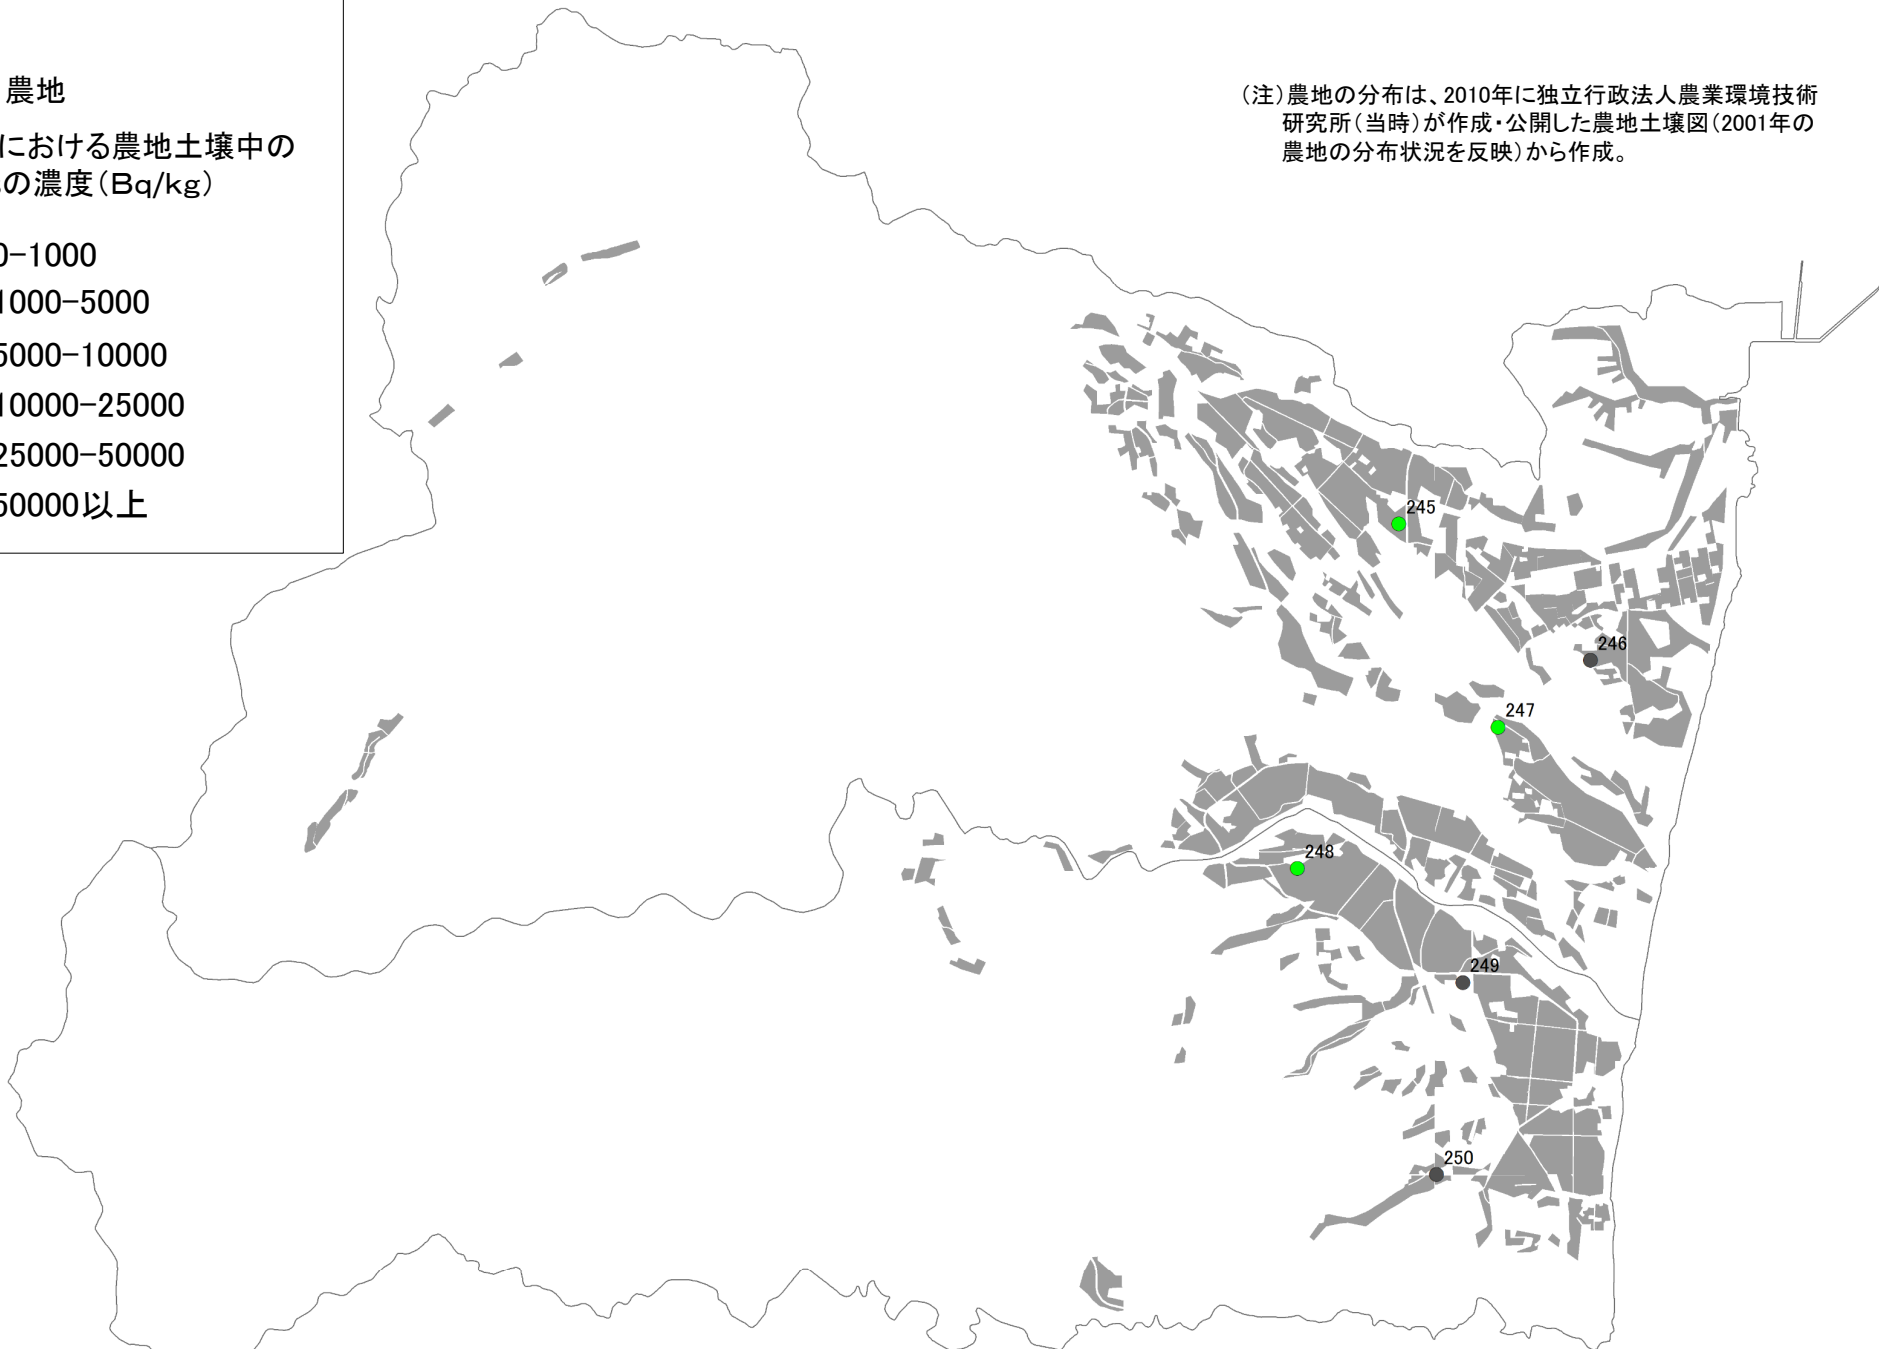 農地
における農地土壌中の
の濃度(Bq/kg)
0-1000
1000-5000
5000-10000
10000-25000
25000-50000
50000以上
(注)農地の分布は、2010年に独立行政法人農業環境技術
研究所(当時)が作成・公開した農地土壌図(2001年の
農地の分布状況を反映)から作成。
245
246
247
248
249
250